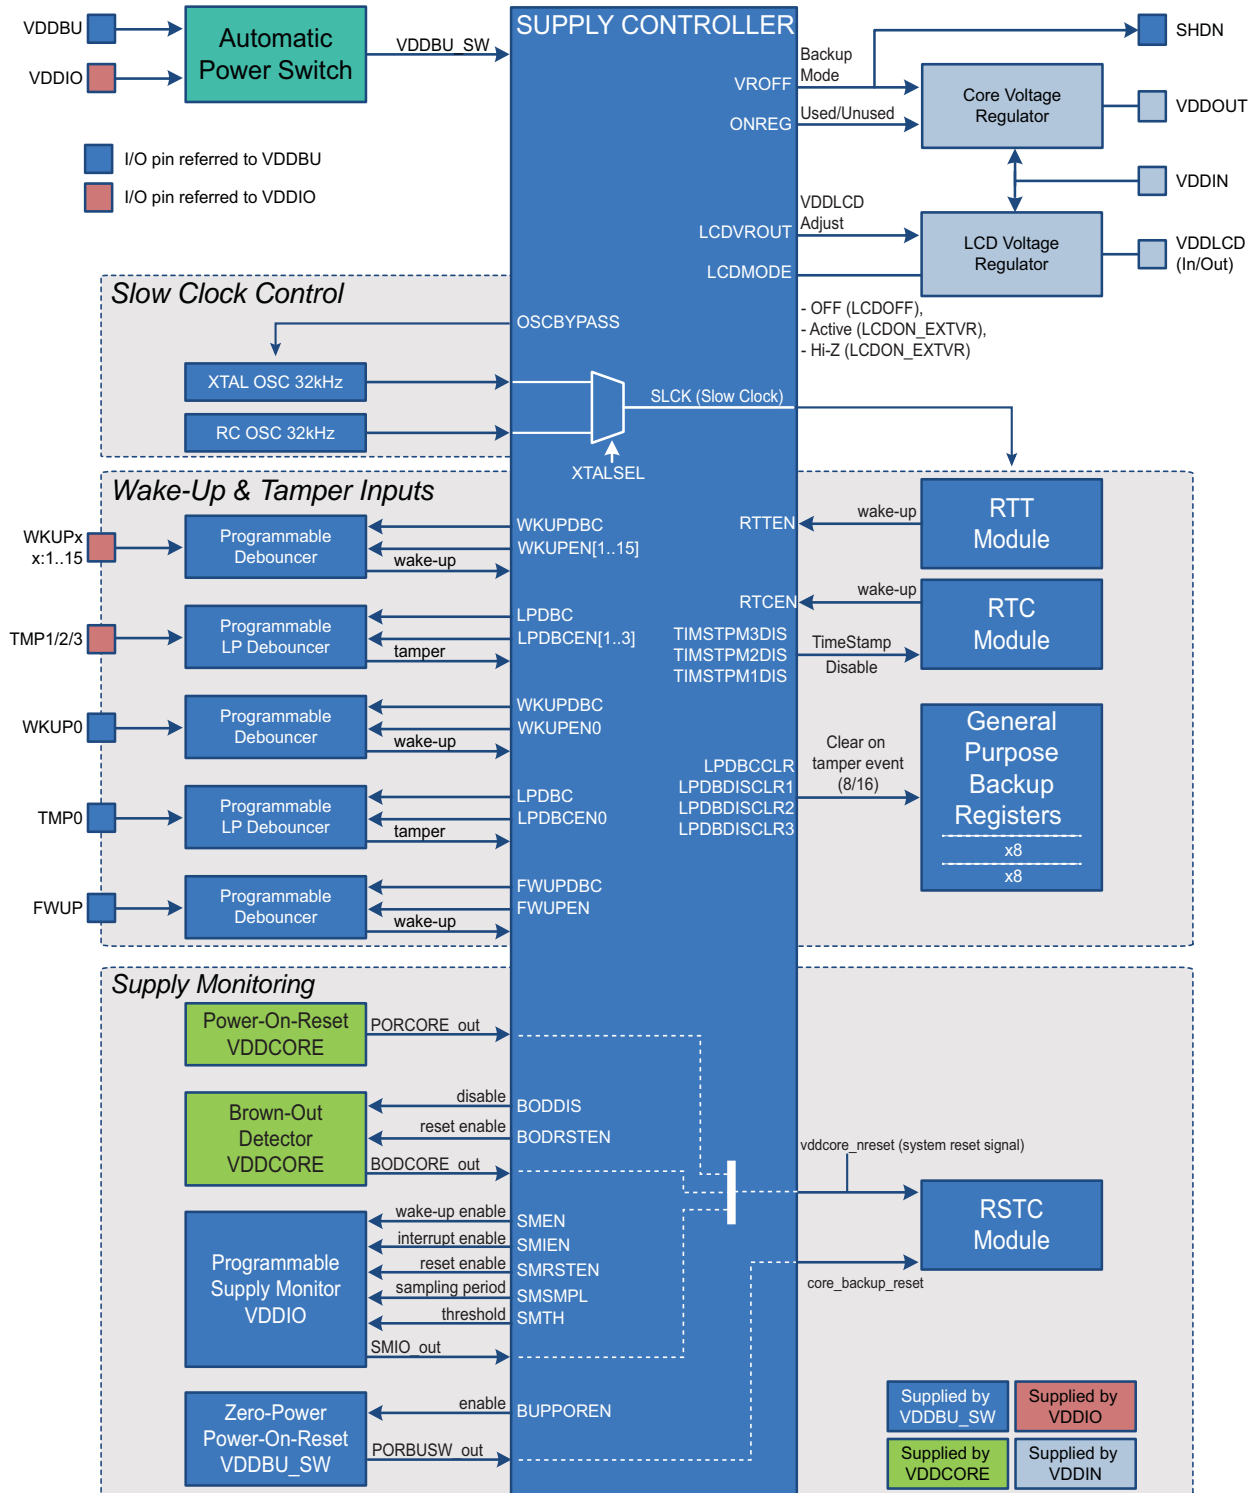 SUPPLY CONTROLLER
VDDBU
VDDIO
Automatic
Power Switch
VDDBU_SW
I/O pin referred to VDDBU
I/O pin referred to VDDIO
VROFF
Backup
Mode
ONREG
Used/Unused
Core Voltage
Regulator
SHDN
VDDOUT
VDDIN
LCDVROUT
VDDLCD
Adjust
LCDMODE
LCD Voltage
Regulator
VDDLCD
(In/Out)
- OFF (LCDOFF),
- Active (LCDON_EXTVR),
- Hi-Z (LCDON_EXTVR)
Slow Clock Control
OSCBYPASS
XTAL OSC 32kHz
RC OSC 32kHz
SLCK (Slow Clock)
XTALSEL
Wake-Up & Tamper Inputs
WKUPx
x:1..15
Programmable
Debouncer
WKUPDBC
WKUPEN[1..15]
wake-up
TMP1/2/3
Programmable
LP Debouncer
LPDBC
LPDBCEN[1..3]
tamper
WKUP0
Programmable
Debouncer
WKUPDBC
WKUPEN0
wake-up
TMP0
Programmable
LP Debouncer
LPDBC
LPDBCEN0
tamper
FWUP
Programmable
Debouncer
FWUPDBC
FWUPEN
wake-up
RTTEN
wake-up
RTT
Module
RTCEN
wake-up
TIMSTPM3DIS
TIMSTPM2DIS
TIMSTPM1DIS
TimeStamp
Disable
RTC
Module
LPDBCCLR
LPDBDISCLR1
LPDBDISCLR2
LPDBDISCLR3
Clear on
tamper event
(8/16)
General
Purpose
Backup
Registers
x8
x8
Supply Monitoring
Power-On-Reset
VDDCORE
PORCORE_out
Brown-Out
Detector
VDDCORE
disable
BODDIS
reset enable
BODRSTEN
BODCORE_out
Programmable
Supply Monitor
VDDIO
wake-up enable
SMEN
interrupt enable
SMIEN
reset enable
SMRSTEN
sampling period
SMSMPL
threshold
SMTH
SMIO_out
Zero-Power
Power-On-Reset
VDDBU_SW
enable
BUPPOREN
PORBUSW_out
vddcore_nreset (system reset signal)
RSTC
Module
core_backup_reset
Supplied by
VDDBU_SW
Supplied by
VDDIO
Supplied by
VDDCORE
Supplied by
VDDIN